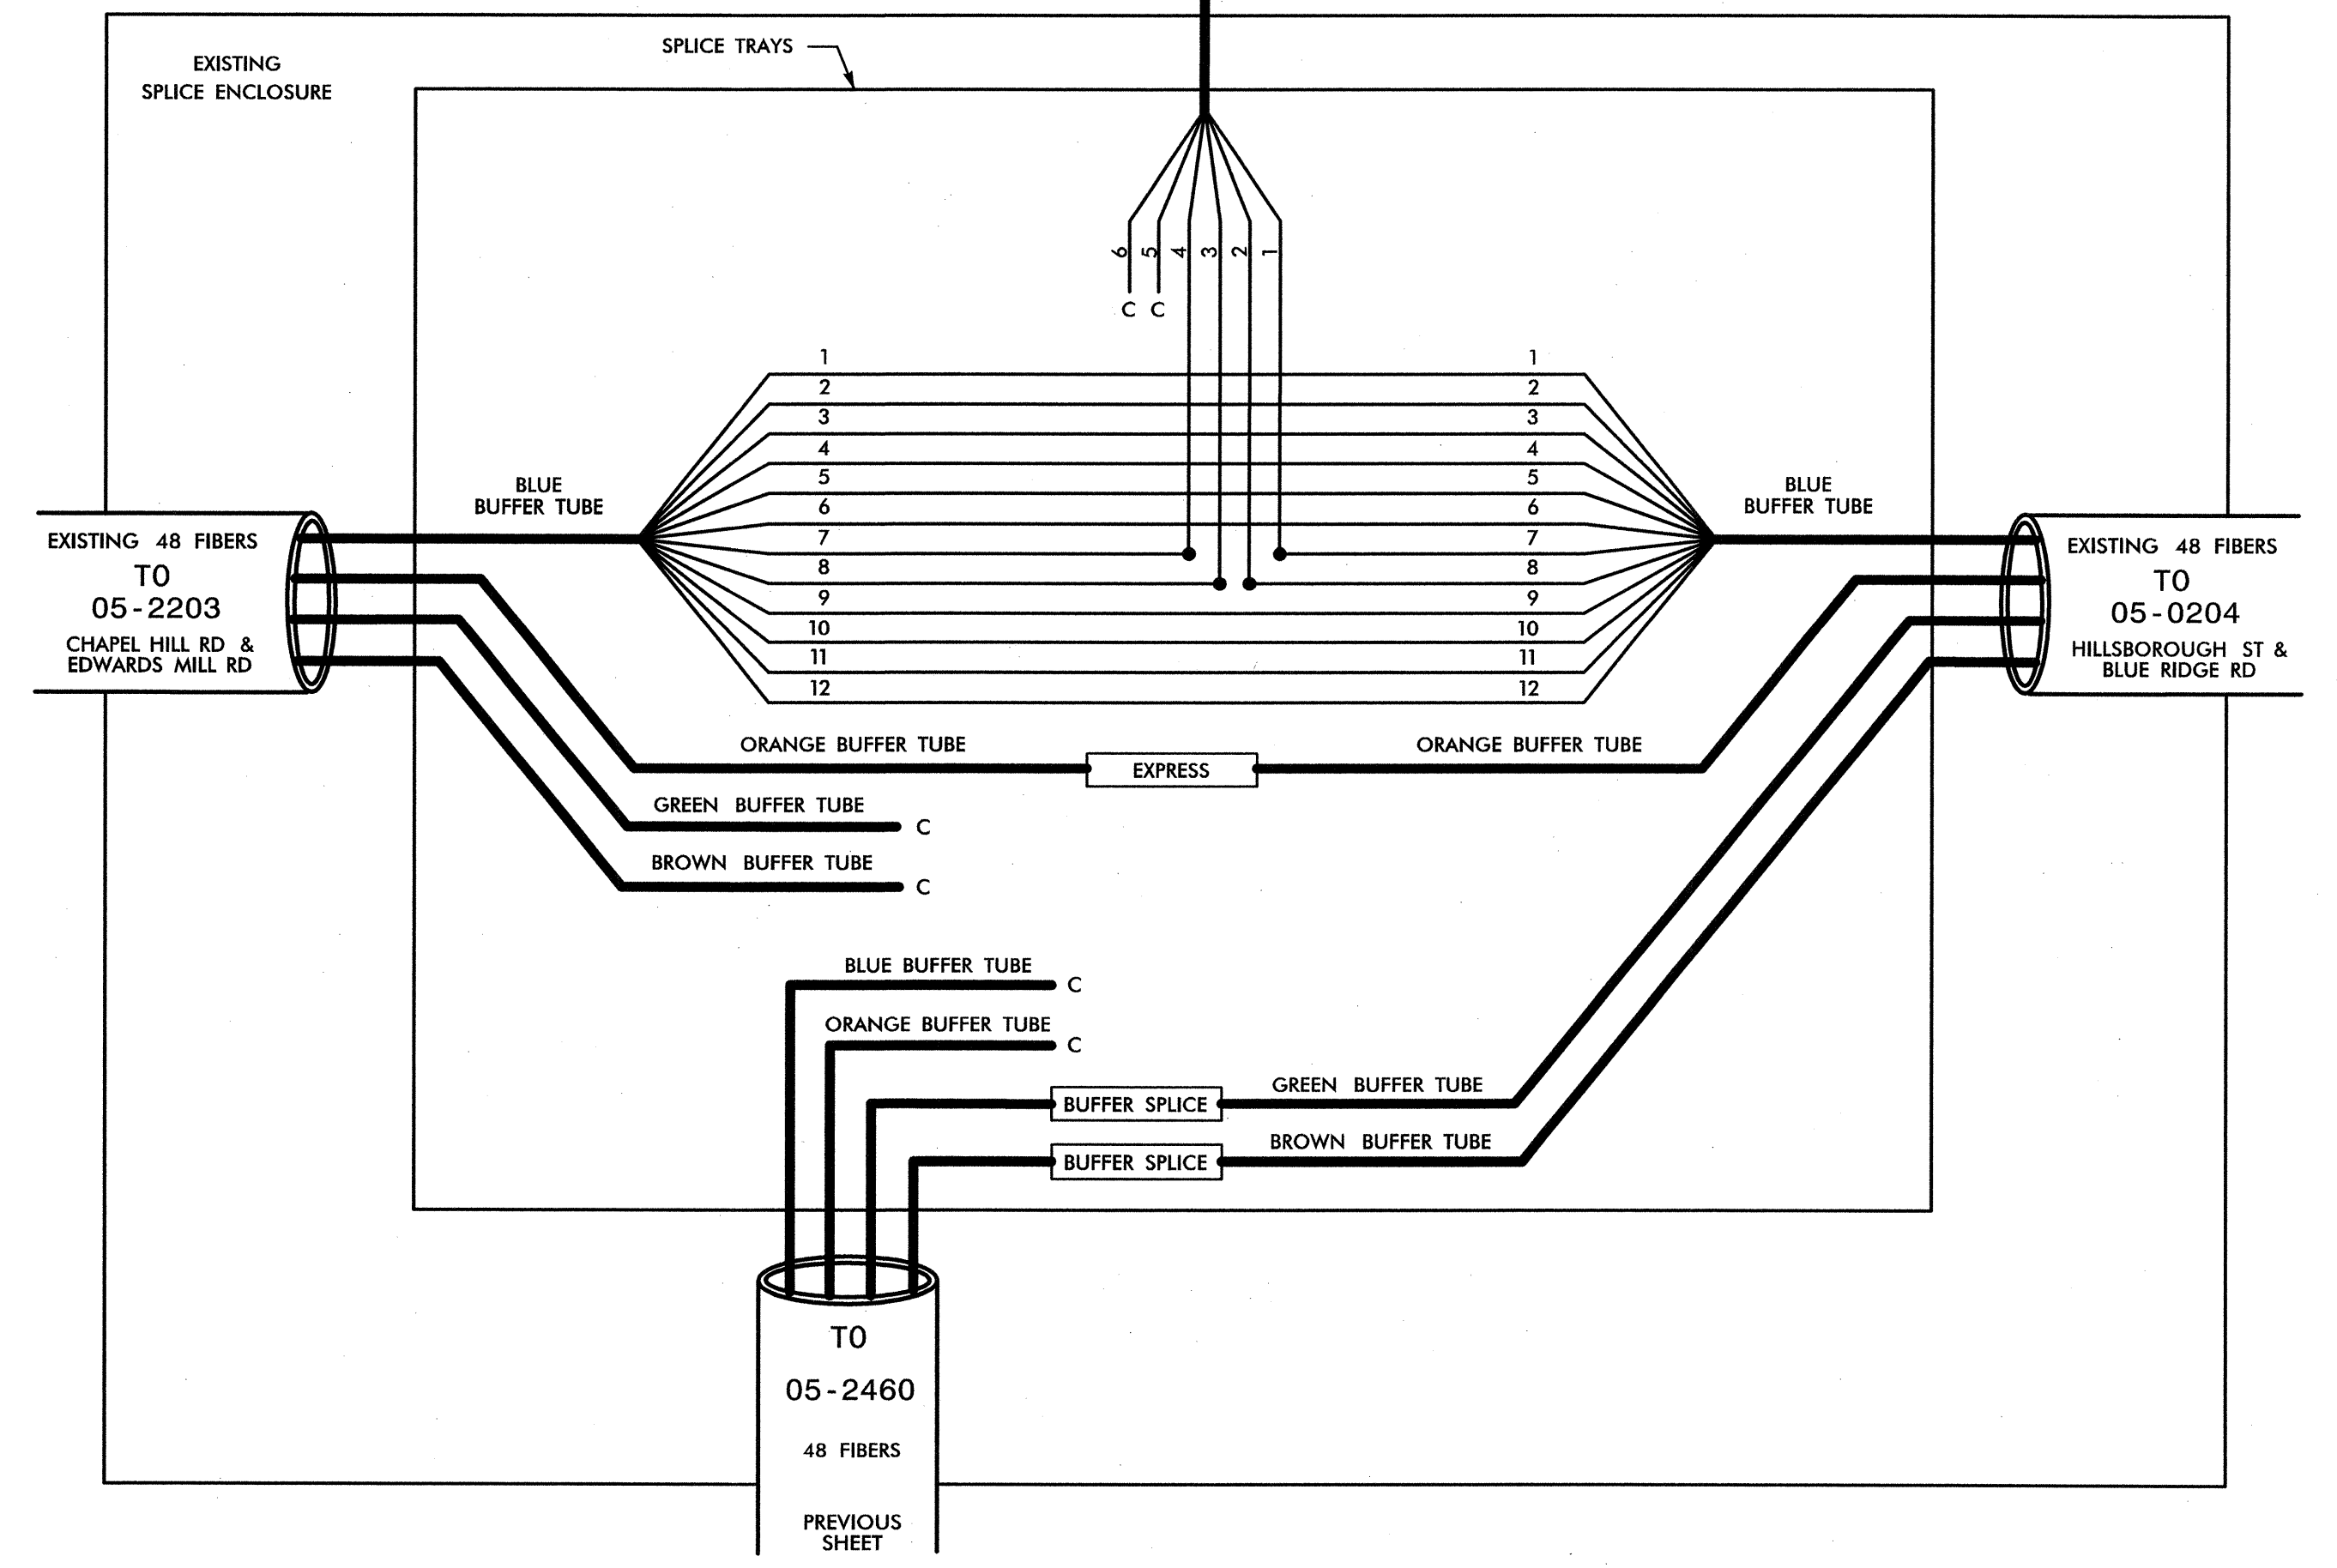 EXISTING
SPLICE ENCLOSURE
SPLICE TRAYS
6 5 4 3 2 1
C C
1 1
2 2
3 3
4 4
5 5
6 6
7 7
8 8
9 9
10 10
11 11
12 12
BLUE
BUFFER TUBE
BLUE
BUFFER TUBE
EXISTING 48 FIBERS
TO
05-2203
CHAPEL HILL RD &
EDWARDS MILL RD
EXISTING 48 FIBERS
TO
05-0204
HILLSBOROUGH ST &
BLUE RIDGE RD
ORANGE BUFFER TUBE
EXPRESS
ORANGE BUFFER TUBE
GREEN BUFFER TUBE
C
BROWN BUFFER TUBE
C
BLUE BUFFER TUBE
C
ORANGE BUFFER TUBE
C
BUFFER SPLICE
GREEN BUFFER TUBE
BUFFER SPLICE
BROWN BUFFER TUBE
TO
05-2460
48 FIBERS
PREVIOUS
SHEET